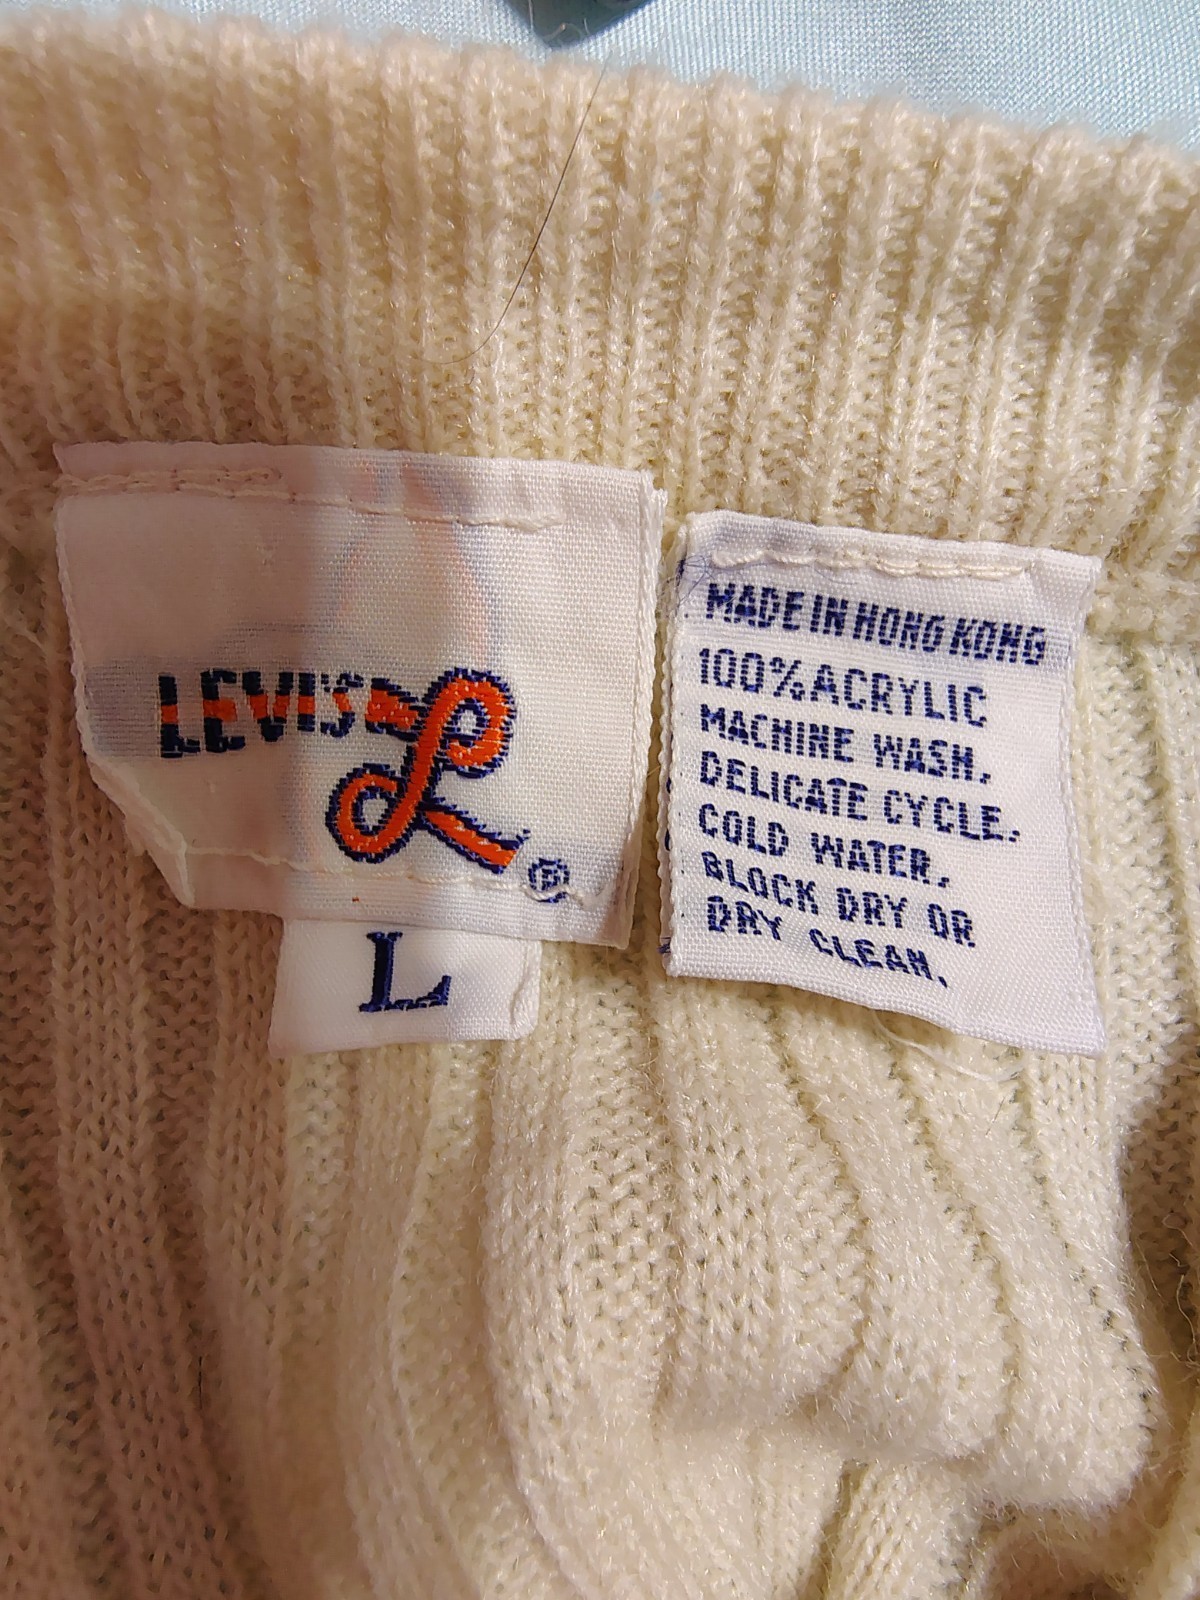 LEVI'S L
®
L
MADE IN HONG KONG
100% ACRYLIC
MACHINE WASH.
DELICATE CYCLE.
COLD WATER.
BLOCK DRY OR
DRY CLEAN.